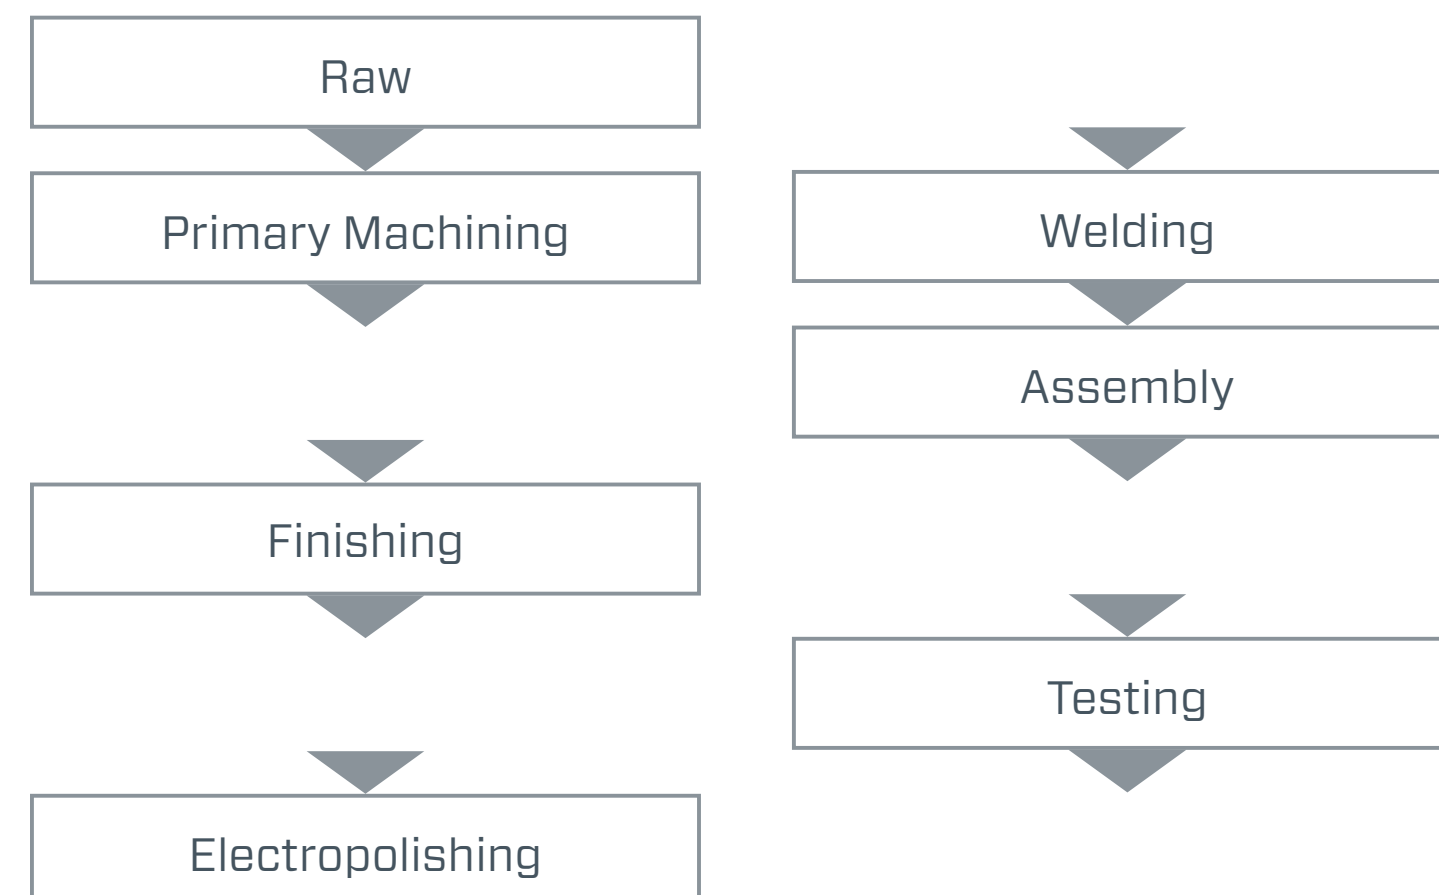 Raw
Primary Machining
Finishing
Electropolishing
Welding
Assembly
Testing